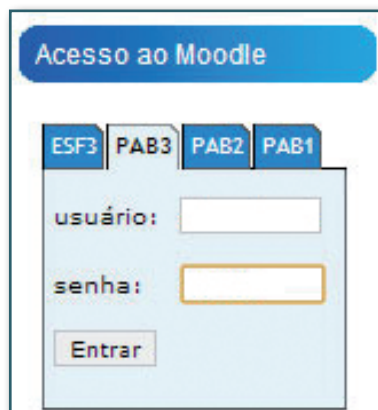 Acesso ao Moodle
ESF3 PAB3 PAB2 PAB1
usuário:
senha:
Entrar